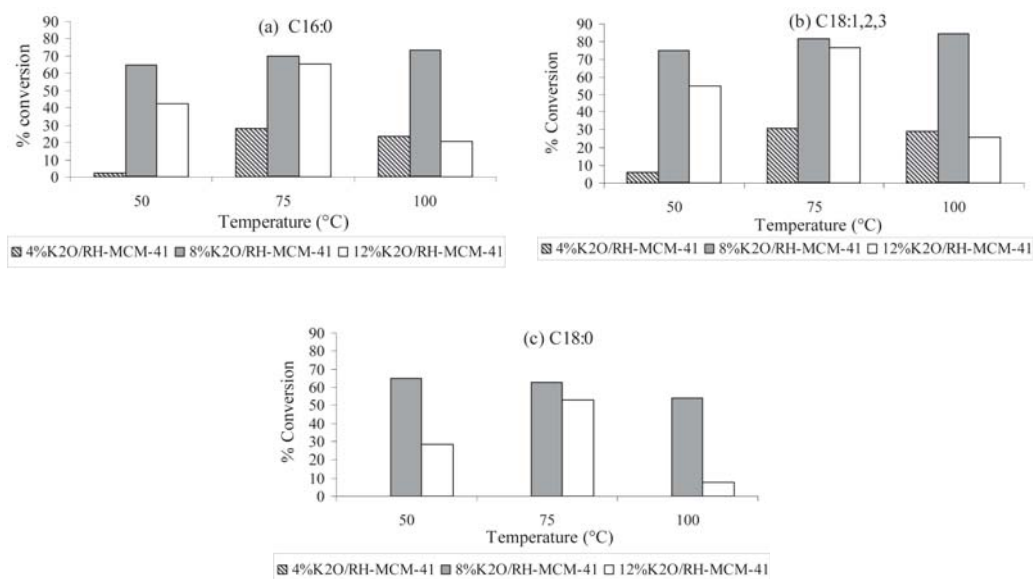 (a) C16:0
% conversion
90
80
70
60
50
40
30
20
10
0
50 75 100
Temperature (°C)
4%K2O/RH-MCM-41 8%K2O/RH-MCM-41 12%K2O/RH-MCM-41
(b) C18:1,2,3
% Conversion
90
80
70
60
50
40
30
20
10
0
50 75 100
Temperature (°C)
4%K2O/RH-MCM-41 8%K2O/RH-MCM-41 12%K2O/RH-MCM-41
(c) C18:0
% Conversion
90
80
70
60
50
40
30
20
10
0
50 75 100
Temperature (°C)
4%K2O/RH-MCM-41 8%K2O/RH-MCM-41 12%K2O/RH-MCM-41